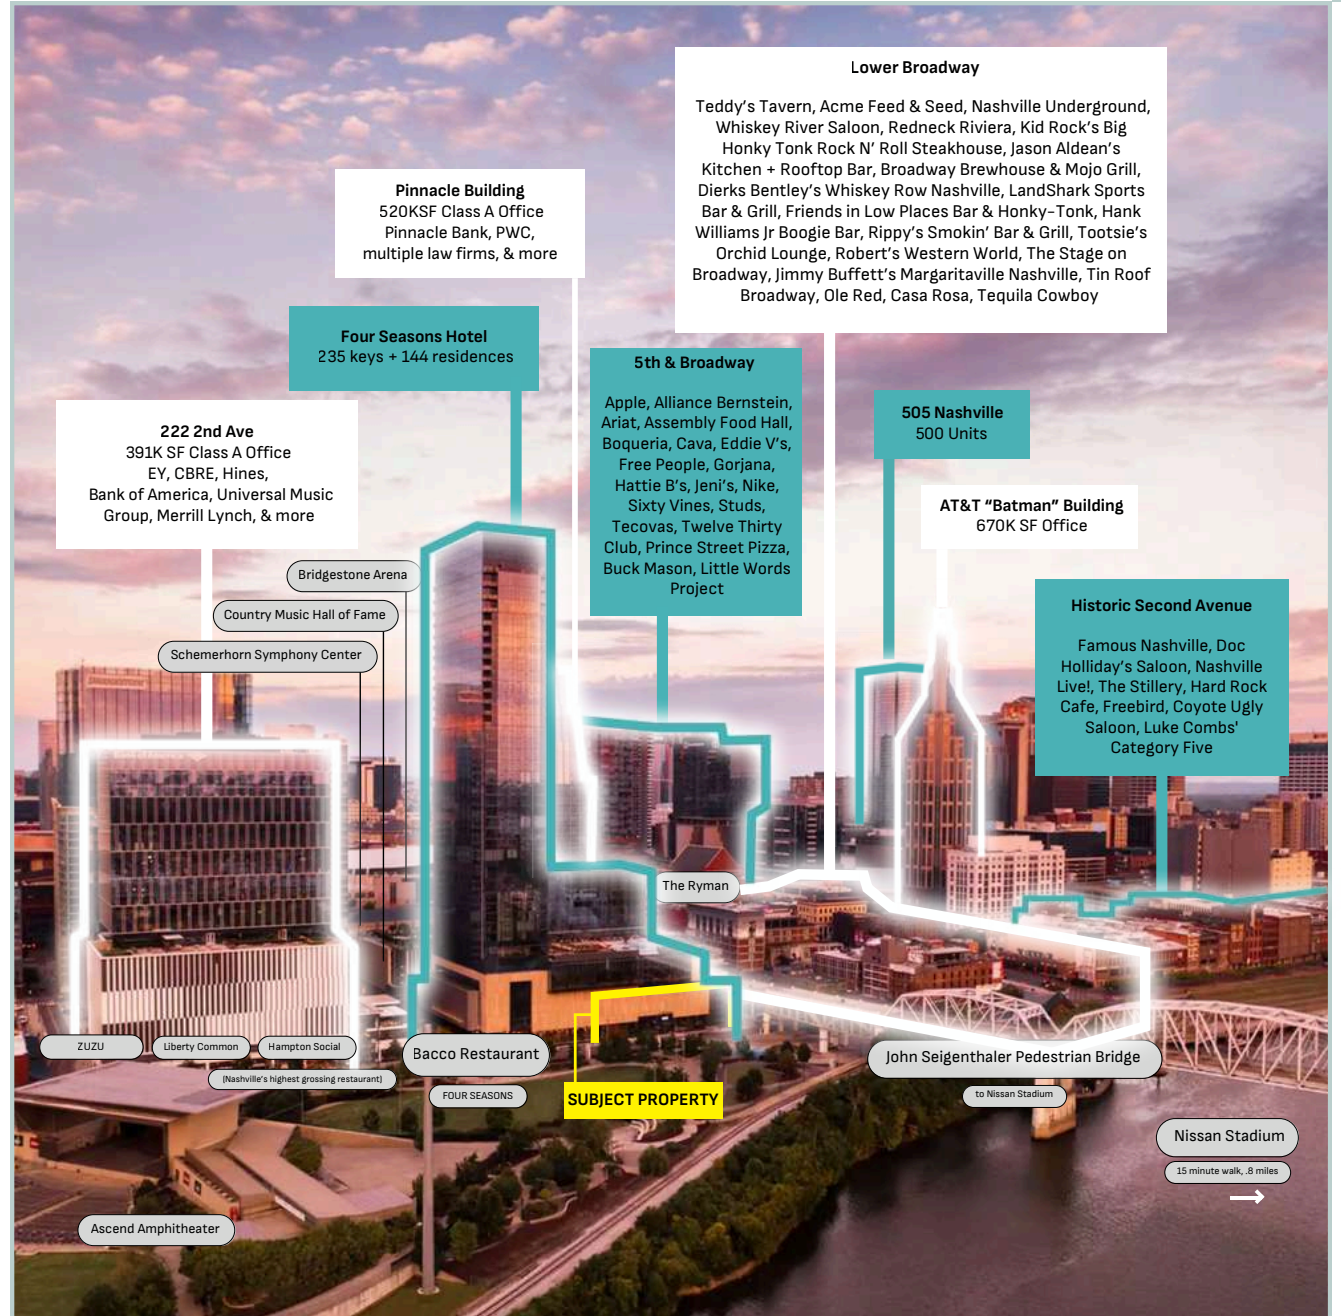 Lower Broadway
Teddy's Tavern, Acme Feed & Seed, Nashville Underground,
Whiskey River Saloon, Redneck Riviera, Kid Rock's Big
Honky Tonk Rock N' Roll Steakhouse, Jason Aldean's
Kitchen + Rooftop Bar, Broadway Brewhouse & Mojo Grill,
Dierks Bentley's Whiskey Row Nashville, LandShark Sports
Bar & Grill, Friends in Low Places Bar & Honky-Tonk, Hank
Williams Jr Boogie Bar, Rippy's Smokin' Bar & Grill, Tootsie's
Orchid Lounge, Robert's Western World, The Stage on
Broadway, Jimmy Buffett's Margaritaville Nashville, Tin Roof
Broadway, Ole Red, Casa Rosa, Tequila Cowboy
Pinnacle Building
520KSF Class A Office
Pinnacle Bank, PWC,
multiple law firms, & more
Four Seasons Hotel
235 keys + 144 residences
5th & Broadway
Apple, Alliance Bernstein,
Ariat, Assembly Food Hall,
Boqueria, Cava, Eddie V's,
Free People, Gorjana,
Hattie B's, Jeni's, Nike,
Sixty Vines, Studs,
Tecovas, Twelve Thirty
Club, Prince Street Pizza,
Buck Mason, Little Words
Project
505 Nashville
500 Units
222 2nd Ave
391K SF Class A Office
EY, CBRE, Hines,
Bank of America, Universal Music
Group, Merrill Lynch, & more
AT&T “Batman” Building
670K SF Office
Bridgestone Arena
Country Music Hall of Fame
Schemerhorn Symphony Center
Historic Second Avenue
Famous Nashville, Doc
Holliday's Saloon, Nashville
Live!, The Stillery, Hard Rock
Cafe, Freebird, Coyote Ugly
Saloon, Luke Combs'
Category Five
The Ryman
ZUZU
Liberty Common
Hampton Social
(Nashville's highest grossing restaurant)
Bacco Restaurant
FOUR SEASONS
SUBJECT PROPERTY
John Seigenthaler Pedestrian Bridge
to Nissan Stadium
Nissan Stadium
15 minute walk, .8 miles
Ascend Amphitheater